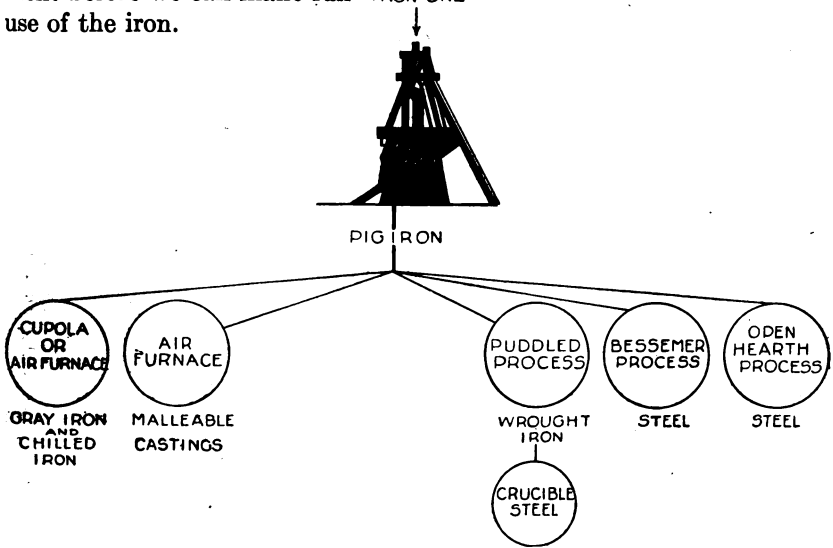 use of the iron.
PIG IRON
CUPOLA
OR
AIR FURNACE
AIR
FURNACE
PUDDLED
PROCESS
BESSEMER
PROCESS
OPEN
HEARTH
PROCESS
GRAY IRON
AND
CHILLED
IRON
MALLEABLE
CASTINGS
WROUGHT
IRON
STEEL
STEEL
CRUCIBLE
STEEL